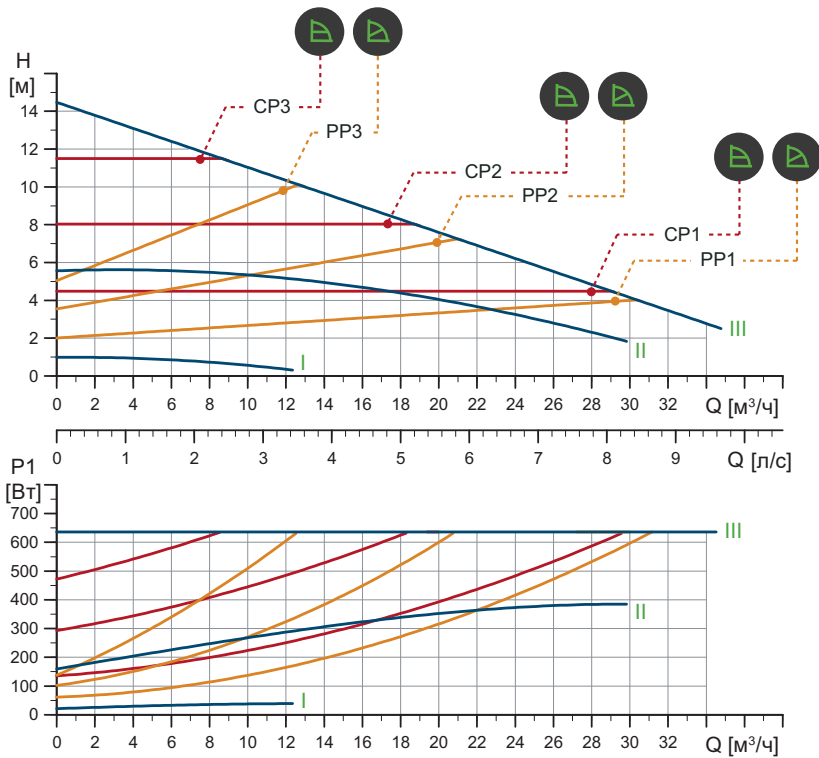 H
[м]
14
12
10
8
6
4
2
0
CP3
PP3
CP2
PP2
CP1
PP1
III
II
I
0 2 4 6 8 10 12 14 16 18 20 22 24 26 28 30 32 Q [м³/ч]
0 1 2 3 4 5 6 7 8 9 Q [л/с]
P1
[Вт]
700
600
500
400
300
200
100
0
III
II
I
0 2 4 6 8 10 12 14 16 18 20 22 24 26 28 30 32 Q [м³/ч]